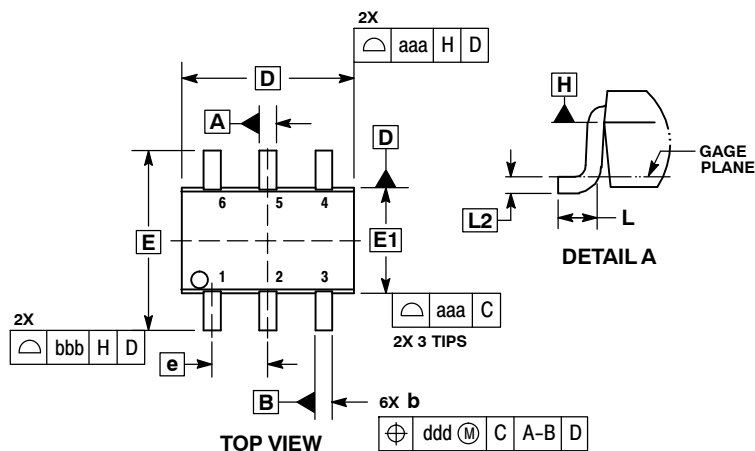 2X
⌓ aaa H D
D
A
D
H
GAGE
PLANE
L2
L
DETAIL A
6 5 4
E
E1
1 2 3
⌓ aaa C
2X 3 TIPS
2X
⌓ bbb H D
e
B
6X b
⌖ ddd Ⓜ C A-B D
TOP VIEW